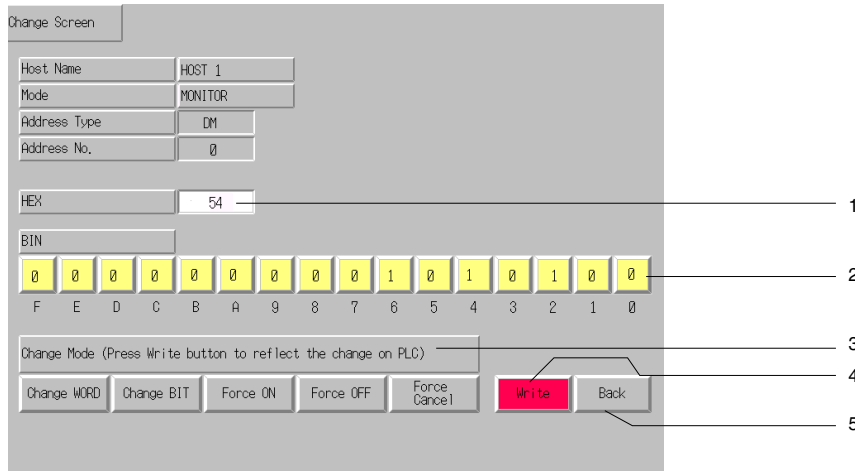 Change Screen
Host Name HOST 1
Mode MONITOR
Address Type DM
Address No. 0
HEX 54 1
BIN
0 0 0 0 0 0 0 0 0 1 0 1 0 1 0 0 2
F E D C B A 9 8 7 6 5 4 3 2 1 0
Change Mode (Press Write button to reflect the change on PLC) 3
4
Change WORD Change BIT Force ON Force OFF Force Cancel Write Back
5